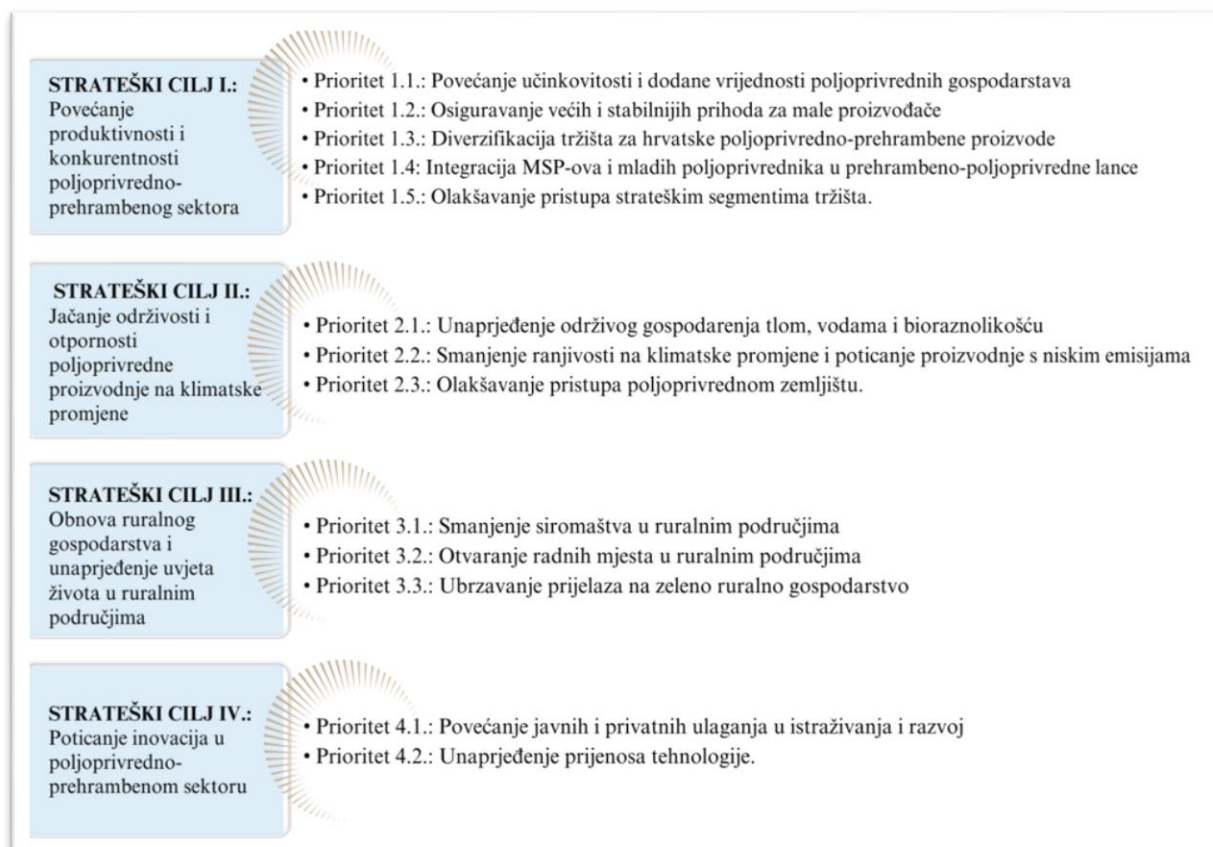 STRATEŠKI CILJ I.:
Povećanje
produktivnosti i
konkurentnosti
poljoprivredno-
prehrambenog sektora
• Prioritet 1.1.: Povećanje učinkovitosti i dodane vrijednosti poljoprivrednih gospodarstava
• Prioritet 1.2.: Osiguravanje većih i stabilnijih prihoda za male proizvođače
• Prioritet 1.3.: Diverzifikacija tržišta za hrvatske poljoprivredno-prehrambene proizvode
• Prioritet 1.4: Integracija MSP-ova i mladih poljoprivrednika u prehrambeno-poljoprivredne lance
• Prioritet 1.5.: Olakšavanje pristupa strateškim segmentima tržišta.
STRATEŠKI CILJ II.:
Jačanje održivosti i
otpornosti
poljoprivredne
proizvodnje na klimatske
promjene
• Prioritet 2.1.: Unaprjeđenje održivog gospodarenja tlom, vodama i bioraznolikošću
• Prioritet 2.2.: Smanjenje ranjivosti na klimatske promjene i poticanje proizvodnje s niskim emisijama
• Prioritet 2.3.: Olakšavanje pristupa poljoprivrednom zemljištu.
STRATEŠKI CILJ III.:
Obnova ruralnog
gospodarstva i
unaprjeđenje uvjeta
života u ruralnim
područjima
• Prioritet 3.1.: Smanjenje siromaštva u ruralnim područjima
• Prioritet 3.2.: Otvaranje radnih mjesta u ruralnim područjima
• Prioritet 3.3.: Ubrzavanje prijelaza na zeleno ruralno gospodarstvo
STRATEŠKI CILJ IV.:
Poticanje inovacija u
poljoprivredno-
prehrambenom sektoru
• Prioritet 4.1.: Povećanje javnih i privatnih ulaganja u istraživanja i razvoj
• Prioritet 4.2.: Unaprjeđenje prijenosa tehnologije.